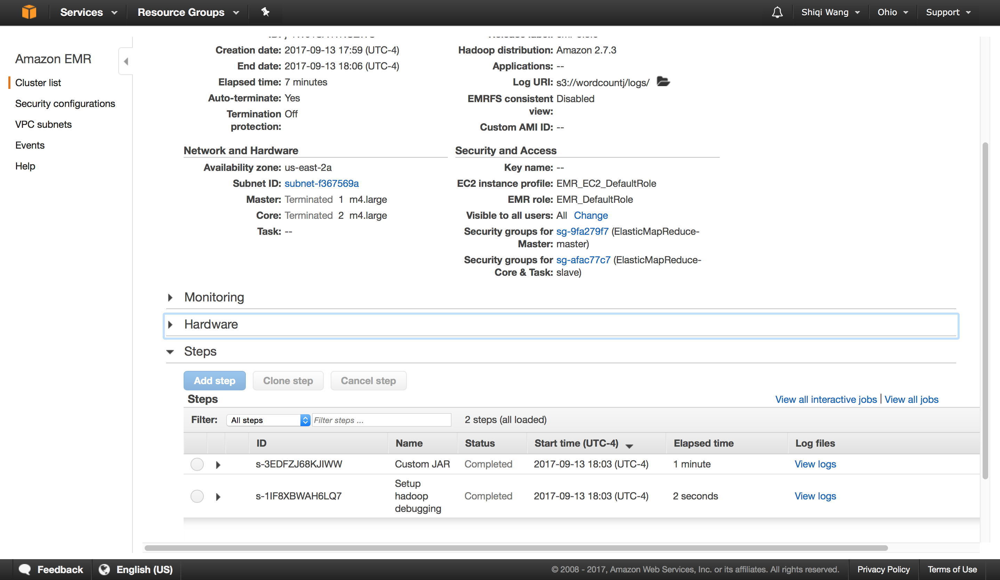 Services
Resource Groups
Shiqi Wang
Ohio
Support
Amazon EMR
Cluster list
Security configurations
VPC subnets
Events
Help
Creation date: 2017-09-13 17:59 (UTC-4)
End date: 2017-09-13 18:06 (UTC-4)
Elapsed time: 7 minutes
Auto-terminate: Yes
Termination Off
protection:
Hadoop distribution: Amazon 2.7.3
Applications: --
Log URI: s3://wordcountj/logs/
EMRFS consistent Disabled
view:
Custom AMI ID: --
Network and Hardware
Availability zone: us-east-2a
Subnet ID: subnet-f367569a
Master: Terminated 1 m4.large
Core: Terminated 2 m4.large
Task: --
Security and Access
Key name: --
EC2 instance profile: EMR_EC2_DefaultRole
EMR role: EMR_DefaultRole
Visible to all users: All Change
Security groups for sg-9fa279f7 (ElasticMapReduce-
Master: master)
Security groups for sg-afac77c7 (ElasticMapReduce-
Core & Task: slave)
Monitoring
Hardware
Steps
Add step Clone step Cancel step
Steps
View all interactive jobs | View all jobs
Filter: All steps Filter steps ... 2 steps (all loaded)
ID Name Status Start time (UTC-4) Elapsed time Log files
s-3EDFZJ68KJIWW Custom JAR Completed 2017-09-13 18:03 (UTC-4) 1 minute View logs
Setup
s-1IF8XBWAH6LQ7 hadoop Completed 2017-09-13 18:03 (UTC-4) 2 seconds View logs
debugging
Feedback
English (US)
© 2008 - 2017, Amazon Web Services, Inc. or its affiliates. All rights reserved.
Privacy Policy
Terms of Use